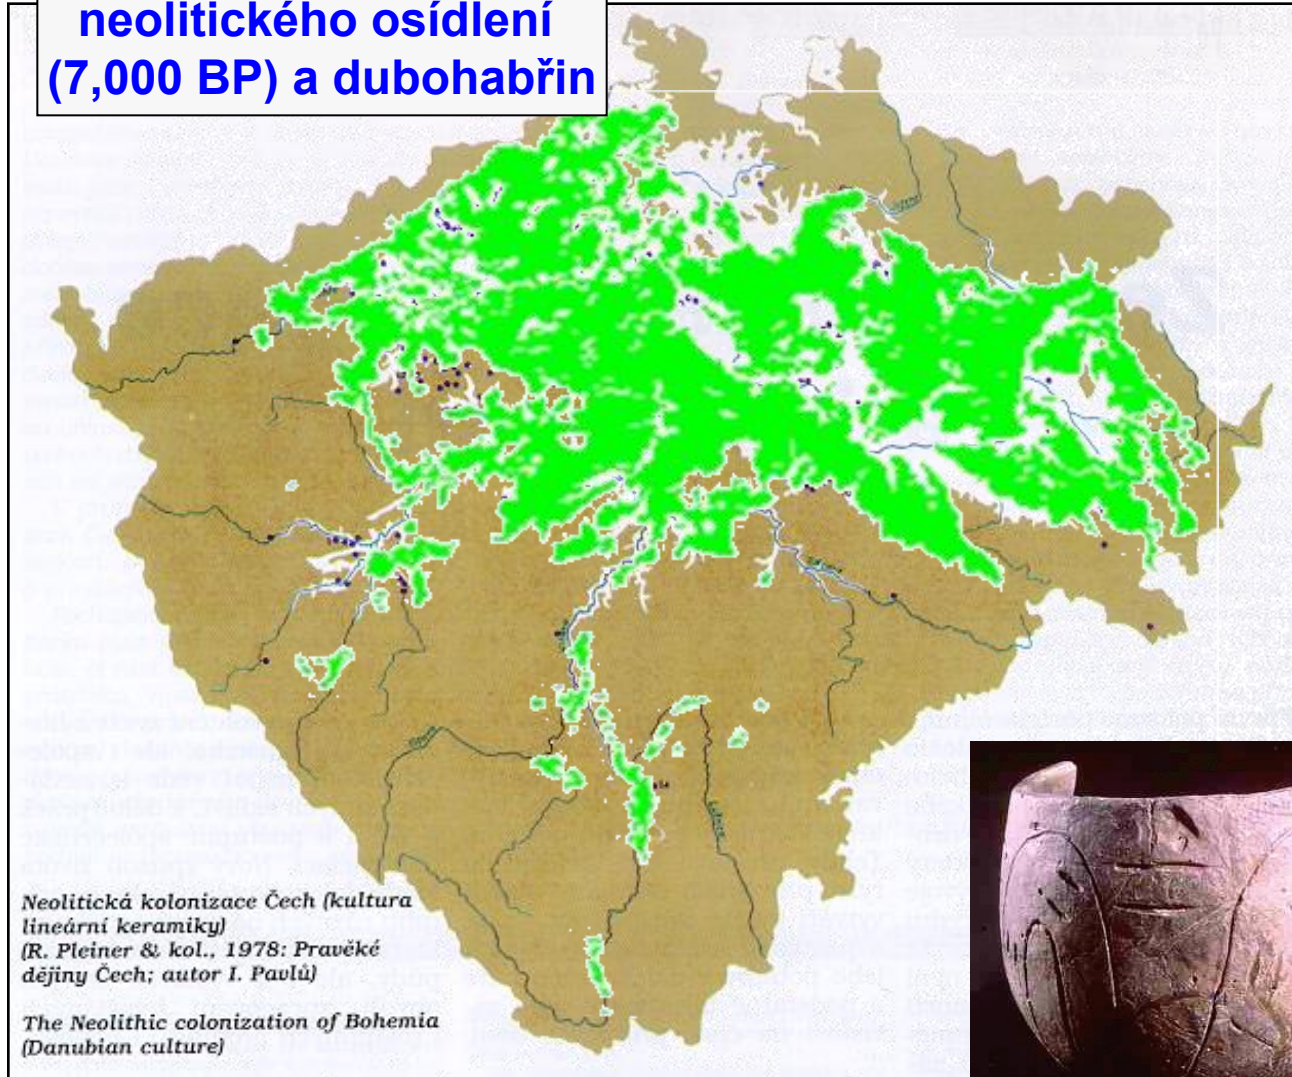 neolitického osídlení
(7,000 BP) a dubohabřin
Neolitická kolonizace Čech (kultura
lineární keramiky)
(R. Pleiner & kol., 1978: Pravěké
dějiny Čech; autor I. Pavlů)
The Neolithic colonization of Bohemia
(Danubian culture)